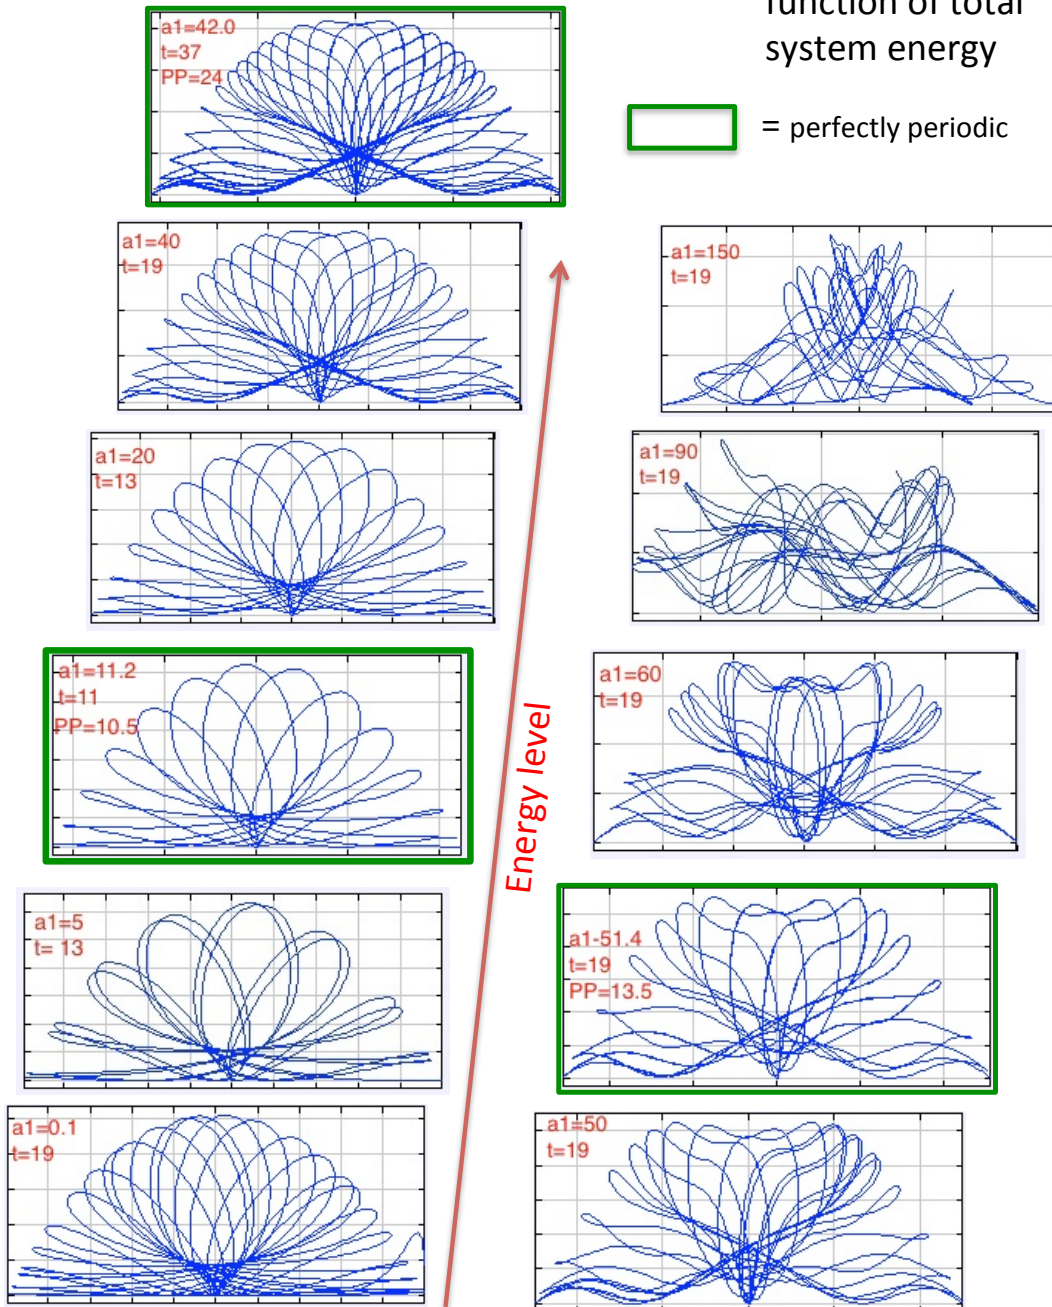 function of total
system energy
= perfectly periodic
a1=42.0
t=37
PP=24
a1=40
t=19
a1=20
t=13
a1=11.2
t=11
PP=10.5
a1=5
t= 13
a1=0.1
t=19
Energy level
a1=150
t=19
a1=90
t=19
a1=60
t=19
a1-51.4
t=19
PP=13.5
a1=50
t=19